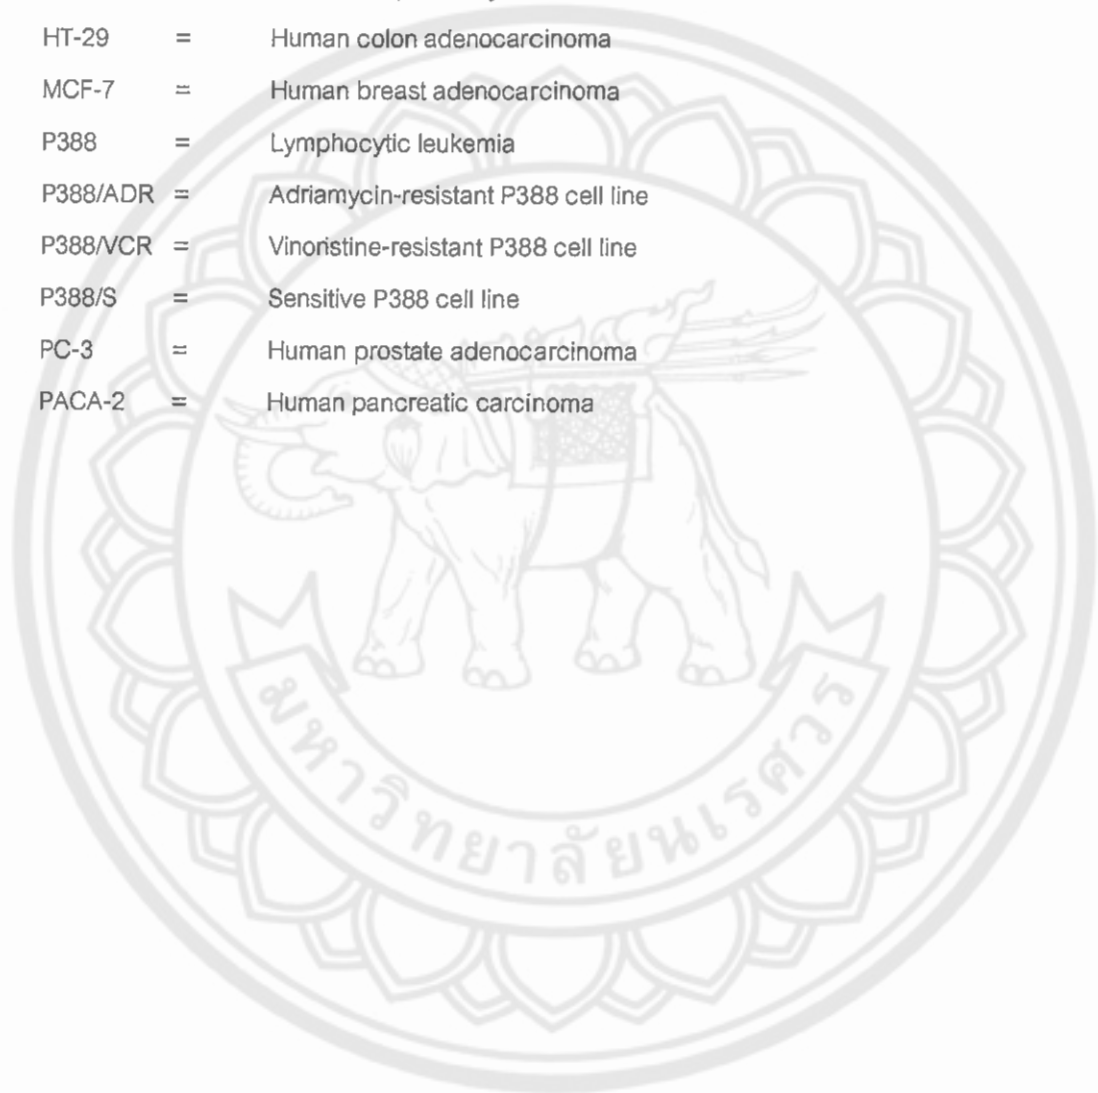 HT-29 = Human colon adenocarcinoma
MCF-7 = Human breast adenocarcinoma
P388 = Lymphocytic leukemia
P388/ADR = Adriamycin-resistant P388 cell line
P388/VCR = Vinoristine-resistant P388 cell line
P388/S = Sensitive P388 cell line
PC-3 = Human prostate adenocarcinoma
PACA-2 = Human pancreatic carcinoma
มหาวิทยาลัยนเรศวร